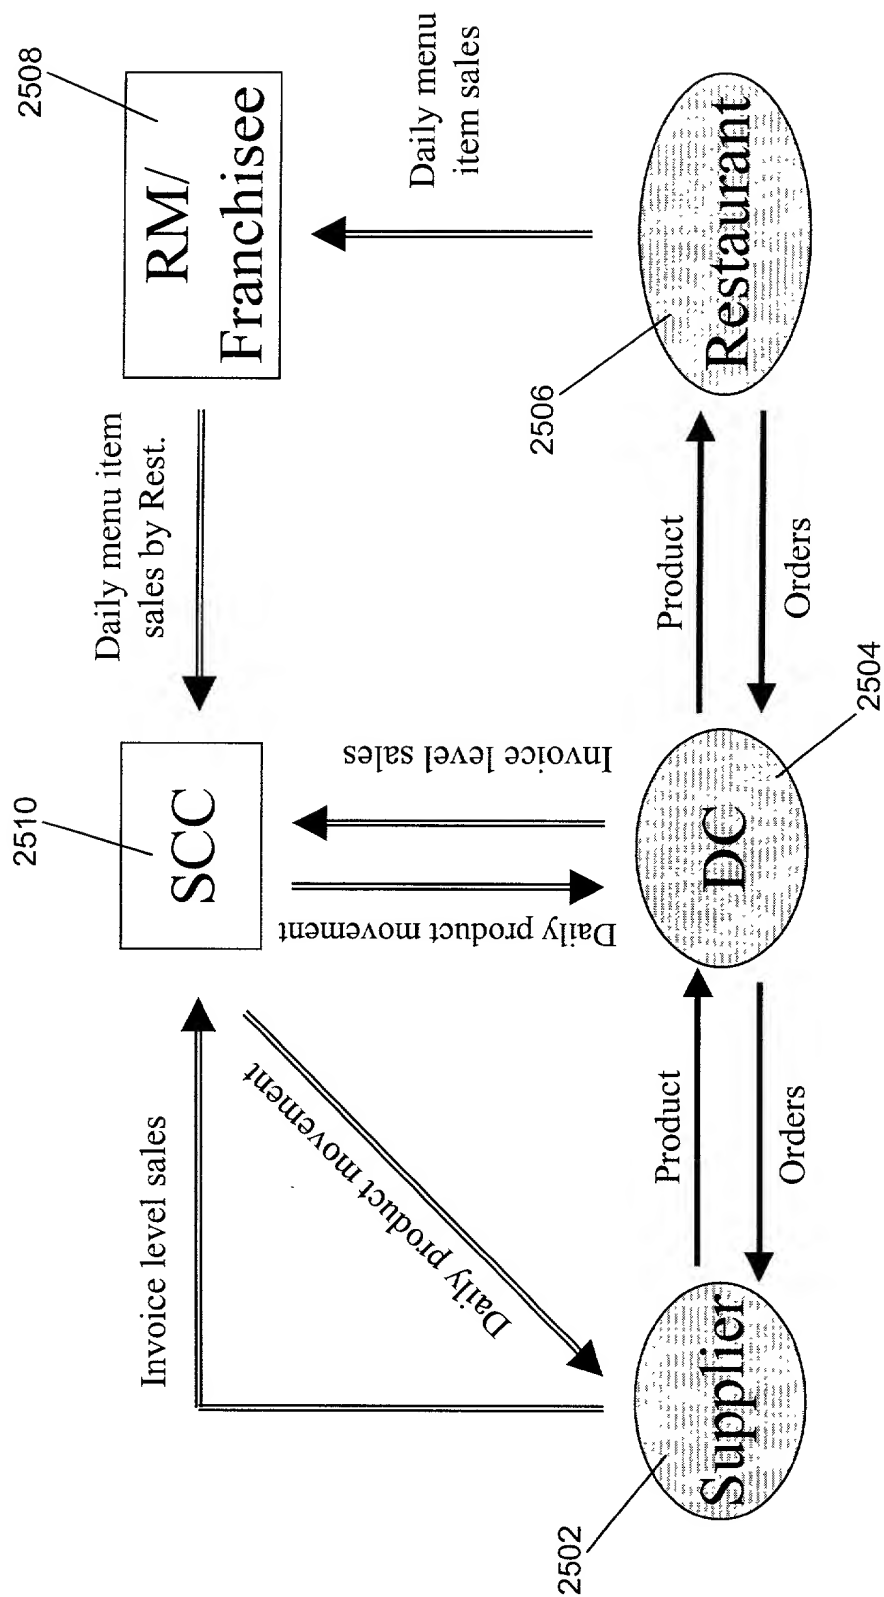 2510
2508
SCC
RM/
Franchisee
Invoice level sales
Daily menu item
sales by Rest.
Daily product movement
Daily product movement
Invoice level sales
Daily menu
item sales
2502
2506
Supplier
Product
Orders
DC
Product
Orders
Restaurant
2504